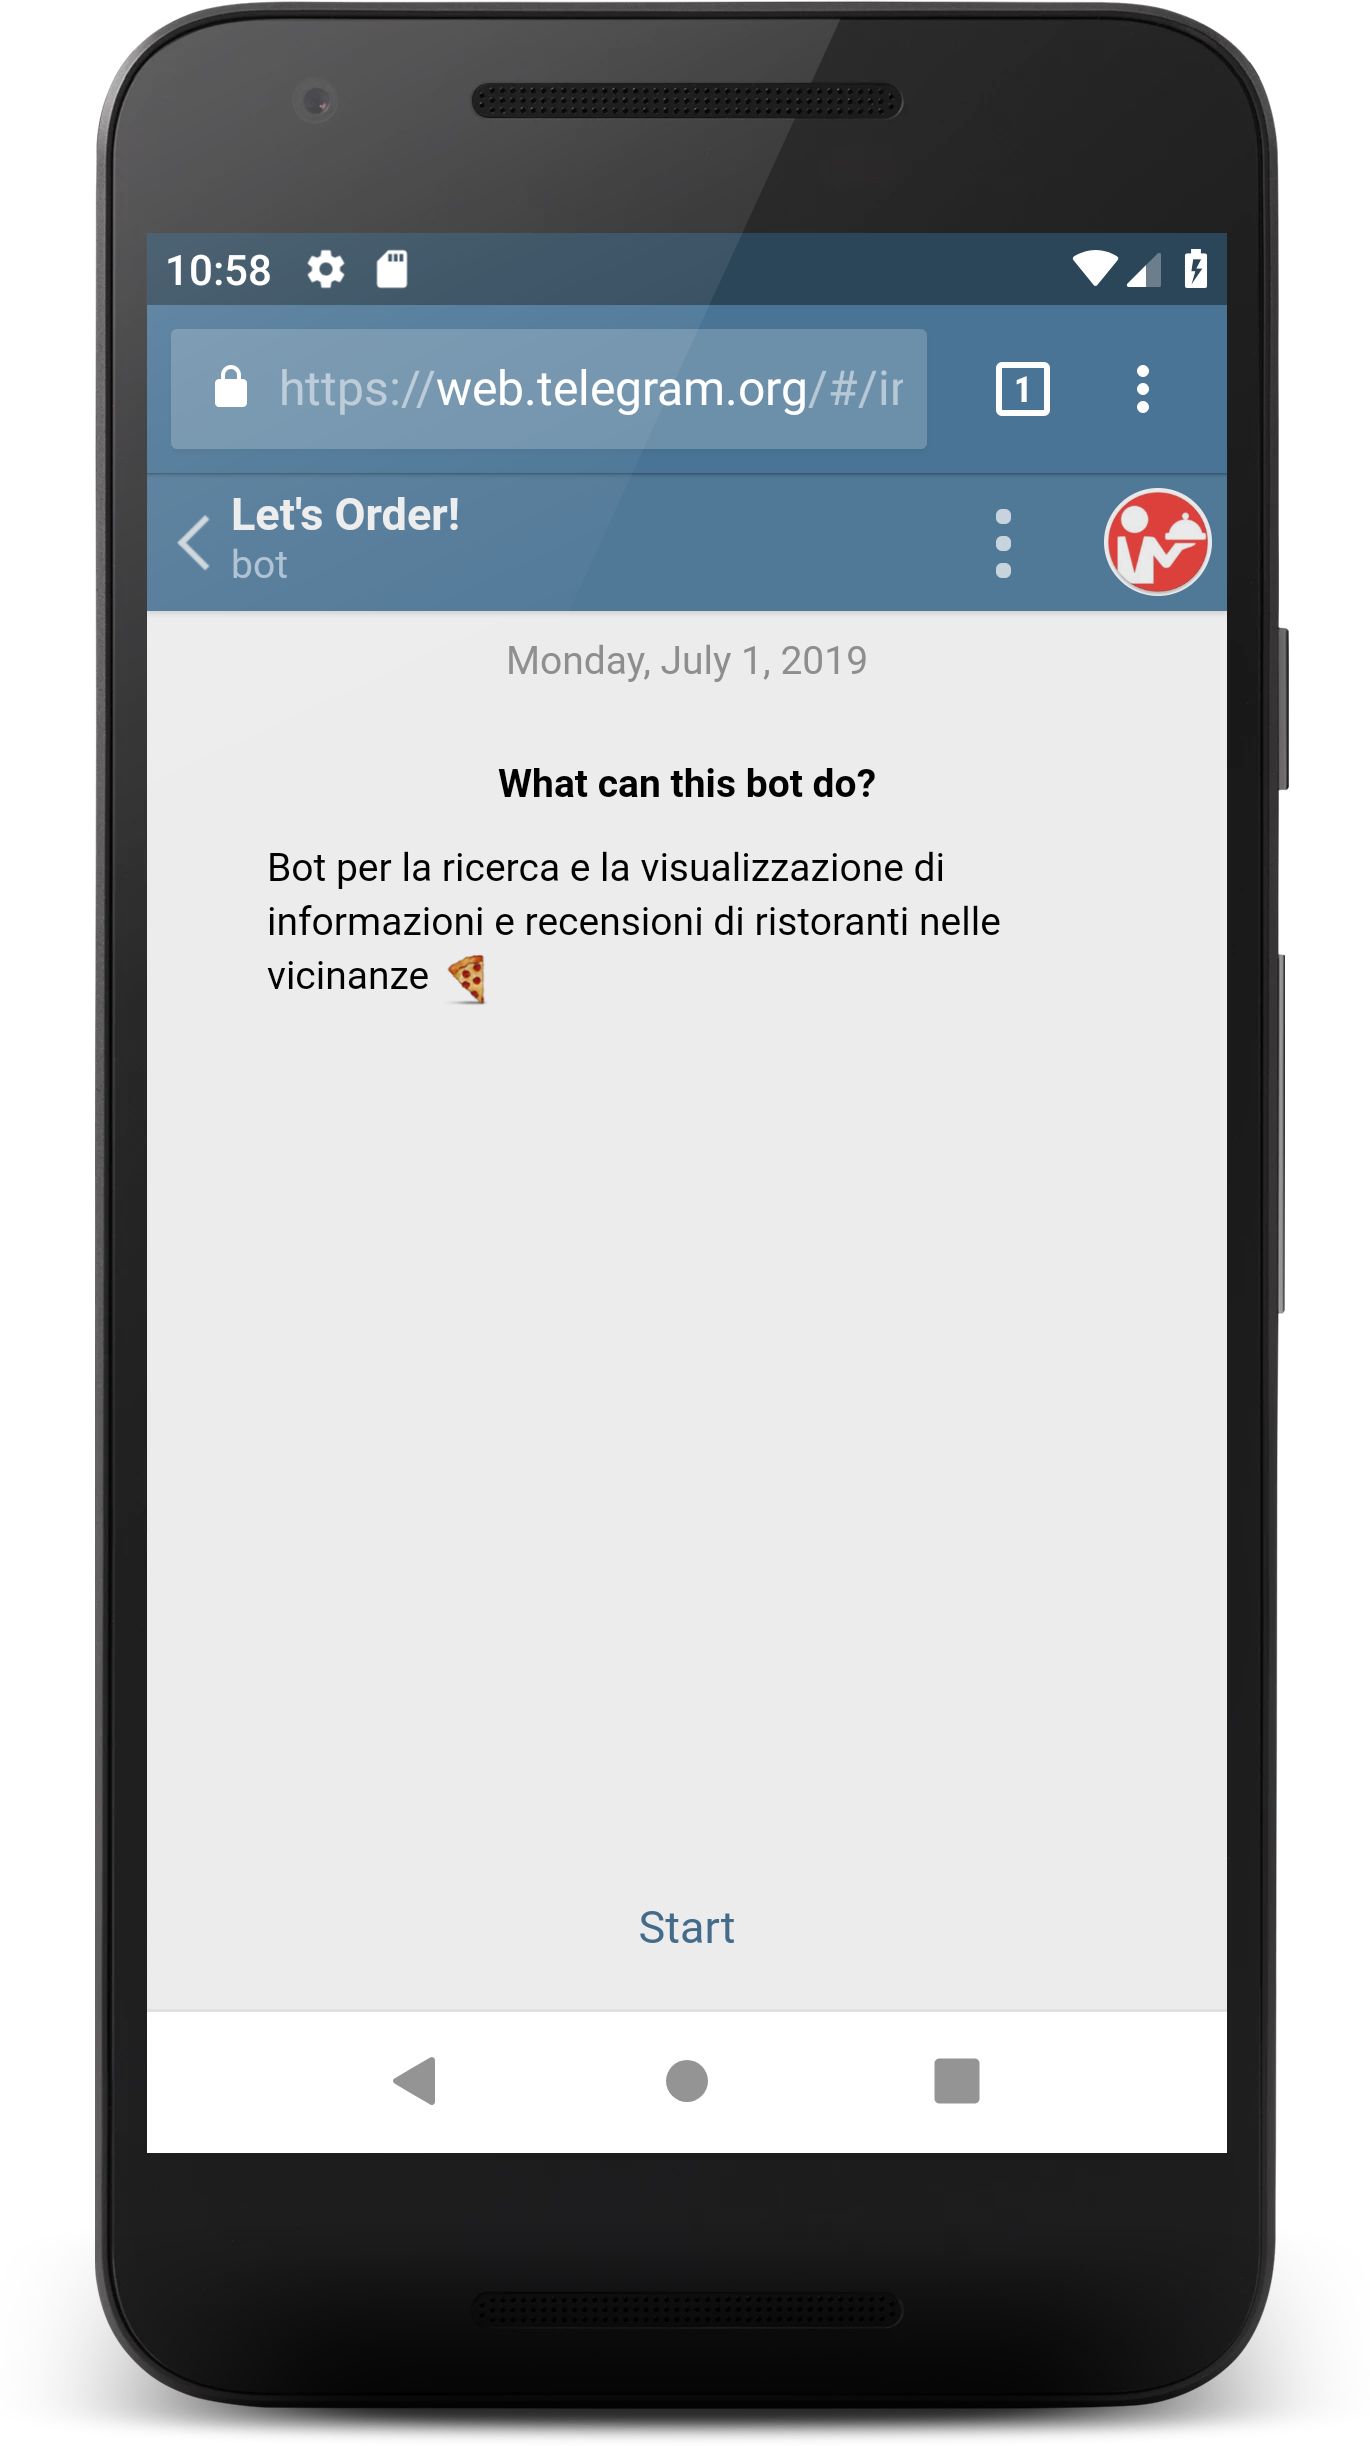 10:58
https://web.telegram.org/#/ir
1
Let's Order!
bot
Monday, July 1, 2019
What can this bot do?
Bot per la ricerca e la visualizzazione di
informazioni e recensioni di ristoranti nelle
vicinanze 🍕
Start